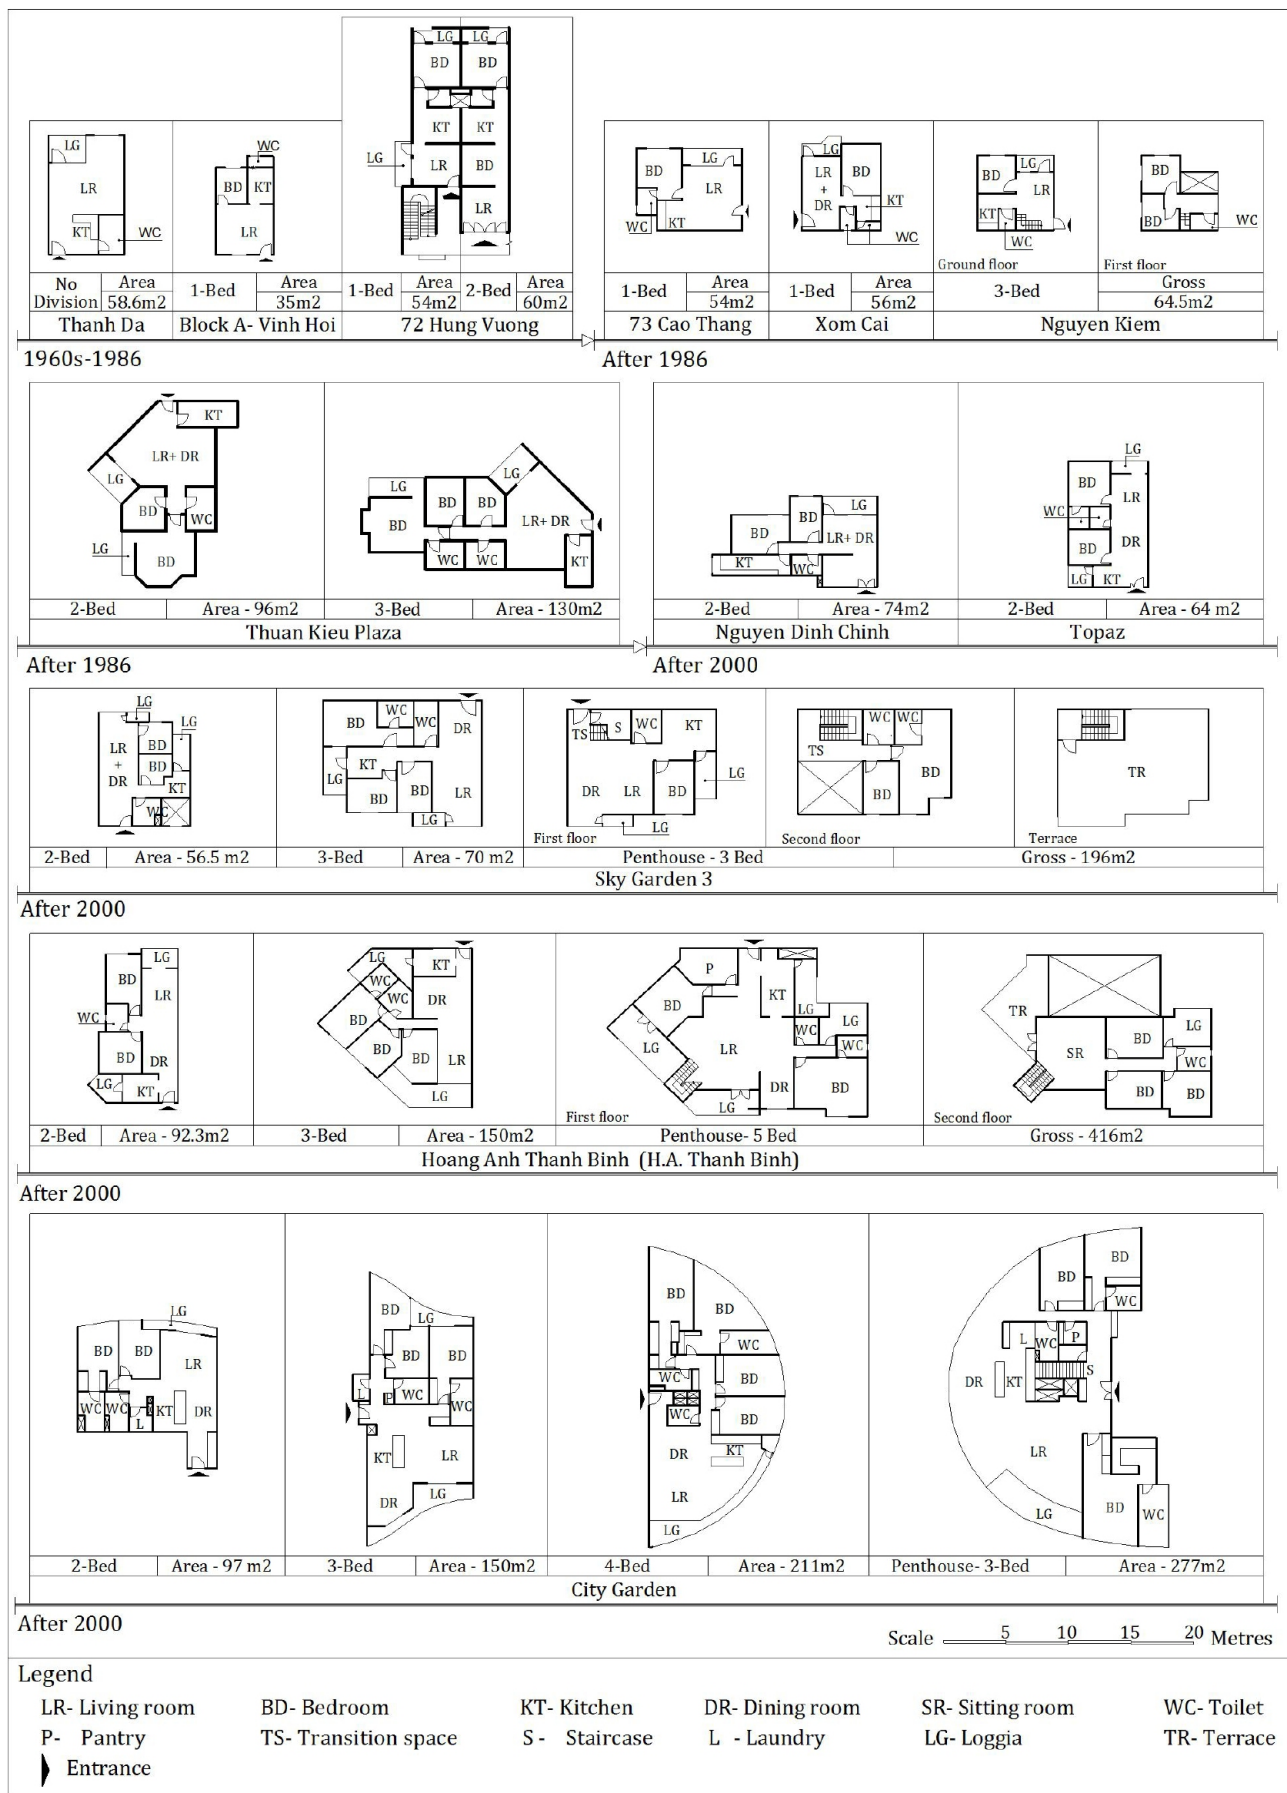 LG LG
BD BD
KT KT
LG
LR BD
LR
LG
LR
KT
WC
WC
BD KT
LR
BD
LG
LR
WC
KT
LG
LR
+
DR
BD
KT
WC
BD
LG
LR
KT
WC
Ground floor
BD
BD
WC
First floor
No Division Area 58.6m2
1-Bed Area 35m2
1-Bed Area 54m2 2-Bed Area 60m2
1-Bed Area 54m2
1-Bed Area 56m2
3-Bed Gross 64.5m2
Thanh Da Block A- Vinh Hoi 72 Hung Vuong 73 Cao Thang Xom Cai Nguyen Kiem
1960s-1986 After 1986
KT
LR+ DR
LG
BD
WC
LG
BD
LG
LG
BD
BD
BD
LR+ DR
WC WC
KT
LG
BD
BD
LR+ DR
KT
WC
LG
BD
LR
WC
BD
DR
LG KT
2-Bed Area - 96m2 3-Bed Area - 130m2 2-Bed Area - 74m2 2-Bed Area - 64 m2
Thuan Kieu Plaza Nguyen Dinh Chinh Topaz
After 1986 After 2000
LG
LG
LR
+
DR
BD
BD
KT
WC
BD
WC
WC
DR
KT
LG
BD
BD
LR
LG
TS
S
WC
KT
LG
DR LR
BD
LG
First floor
WC WC
TS
BD
BD
Second floor
TR
Terrace
2-Bed Area - 56.5 m2 3-Bed Area - 70 m2 Penthouse - 3 Bed Gross - 196m2
Sky Garden 3
After 2000
LG
BD
LR
WC
BD
DR
LG
KT
LG
KT
WC
WC
DR
BD
BD
BD
LR
LG
P
BD
KT
LG
LG
LG
WC
WC
LR
DR
BD
LG
First floor
TR
LG
BD
SR
WC
BD
BD
Second floor
2-Bed Area - 92.3m2 3-Bed Area - 150m2 Penthouse- 5 Bed Gross - 416m2
Hoang Anh Thanh Binh (H.A. Thanh Binh)
After 2000
LG
BD
BD
LR
WC WC
KT
DR
L
BD
LG
BD
BD
L
P
WC
WC
KT
LR
LG
DR
BD
BD
WC
BD
WC
BD
WC
DR
KT
LR
LG
BD
BD
WC
L
WC
P
DR
KT
S
LR
LG
BD
WC
2-Bed Area - 97 m2 3-Bed Area - 150m2 4-Bed Area - 211m2 Penthouse- 3-Bed Area - 277m2
City Garden
After 2000
Scale 5 10 15 20 Metres
Legend
LR- Living room BD- Bedroom KT- Kitchen DR- Dining room SR- Sitting room WC- Toilet
P- Pantry TS- Transition space S - Staircase L - Laundry LG- Loggia TR- Terrace
Entrance